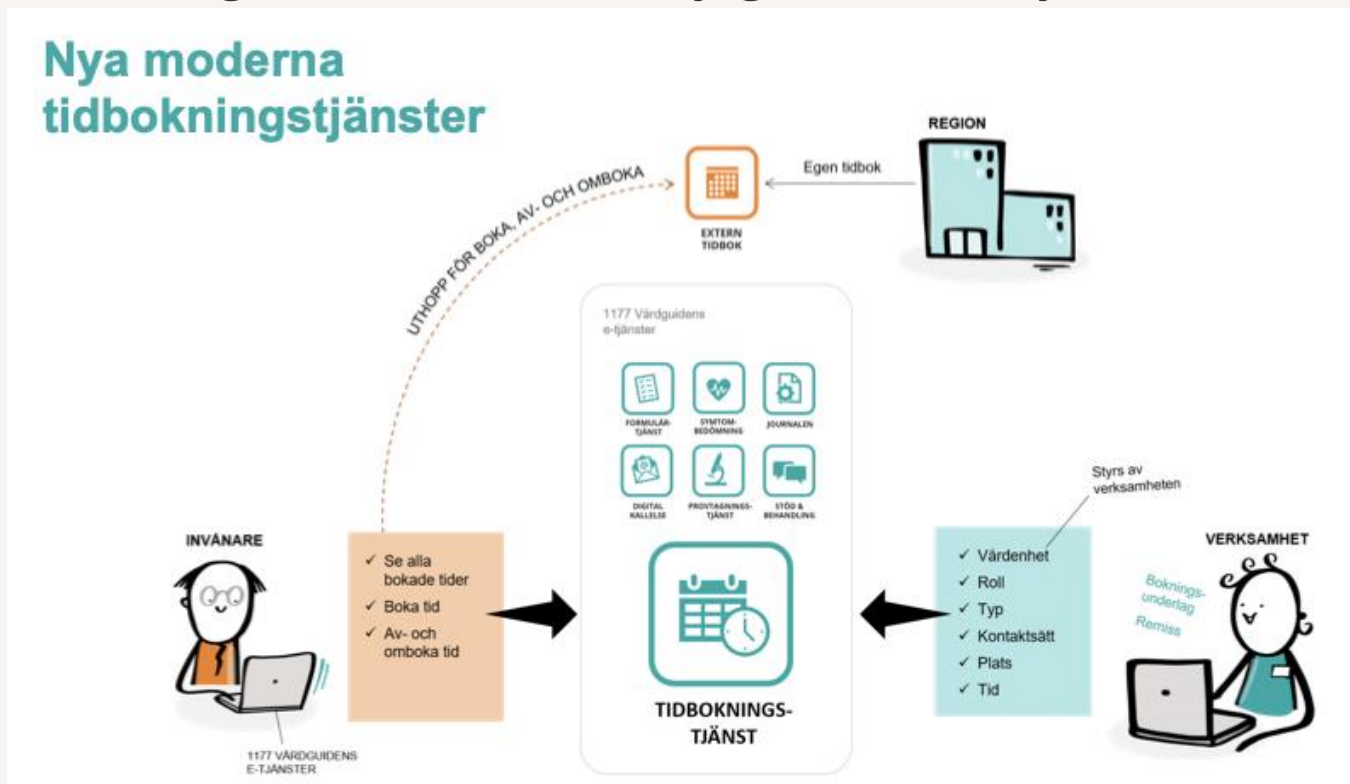 Nya moderna
tidbokningstjänster
REGION
Egen tidbok
UTHOPP FÖR BOKA, AV- OCH OMBOKA
EXTERN
TIDBOK
1177 Vårdguidens
e-tjänster
FORMULÄR-
TJÄNST
SYMTOM-
BEDÖMNING
JOURNALEN
DIGITAL
KALLELSE
PROVTAGNINGS-
TJÄNST
STÖD &
BEHANDLING
TIDBOKNINGS-
TJÄNST
INVÅNARE
✓ Se alla
bokade tider
✓ Boka tid
✓ Av- och
omboka tid
1177 VÅRDGUIDENS
E-TJÄNSTER
Styrs av
verksamheten
✓ Vårdenhet
✓ Roll
✓ Typ
✓ Kontaktsätt
✓ Plats
✓ Tid
VERKSAMHET
Boknings-
underlag
Remiss